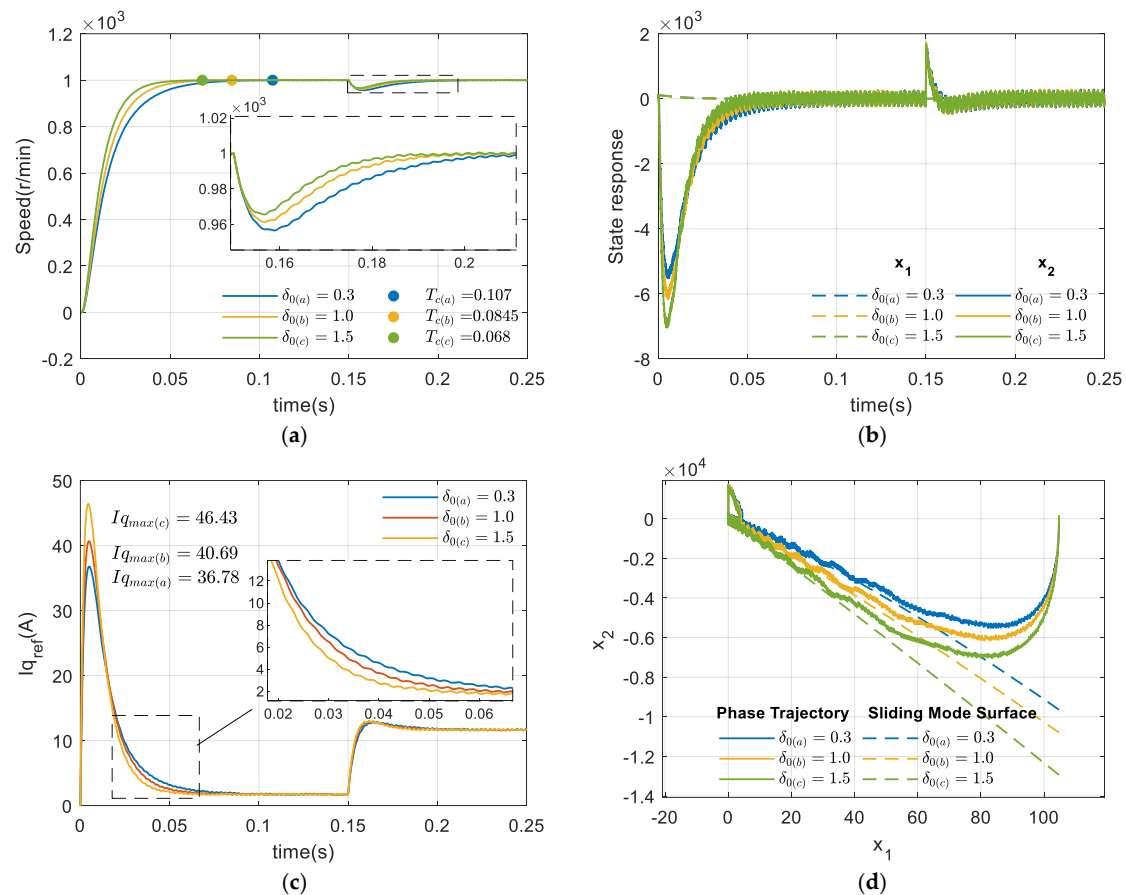 ×10³
1.2
1
0.8
0.6
0.4
0.2
0
-0.2
Speed(r/min)
×10³
1.02
1
0.98
0.96
0.16
0.18
0.2
δ0(a) = 0.3
δ0(b) = 1.0
δ0(c) = 1.5
Tc(a) =0.107
Tc(b) =0.0845
Tc(c) =0.068
0
0.05
0.1
0.15
0.2
0.25
time(s)
(a)
×10³
2
0
-2
-4
-6
-8
State response
x1
x2
δ0(a) = 0.3
δ0(b) = 1.0
δ0(c) = 1.5
δ0(a) = 0.3
δ0(b) = 1.0
δ0(c) = 1.5
0
0.05
0.1
0.15
0.2
0.25
time(s)
(b)
50
40
30
20
10
0
Iqref(A)
Iqmax(c) = 46.43
Iqmax(b) = 40.69
Iqmax(a) = 36.78
δ0(a) = 0.3
δ0(b) = 1.0
δ0(c) = 1.5
12
10
8
6
4
2
0.02
0.03
0.04
0.05
0.06
0
0.05
0.1
0.15
0.2
0.25
time(s)
(c)
×10⁴
0
-0.2
-0.4
-0.6
-0.8
-1
-1.2
-1.4
x2
Phase Trajectory
Sliding Mode Surface
δ0(a) = 0.3
δ0(b) = 1.0
δ0(c) = 1.5
δ0(a) = 0.3
δ0(b) = 1.0
δ0(c) = 1.5
-20
0
20
40
60
80
100
x1
(d)